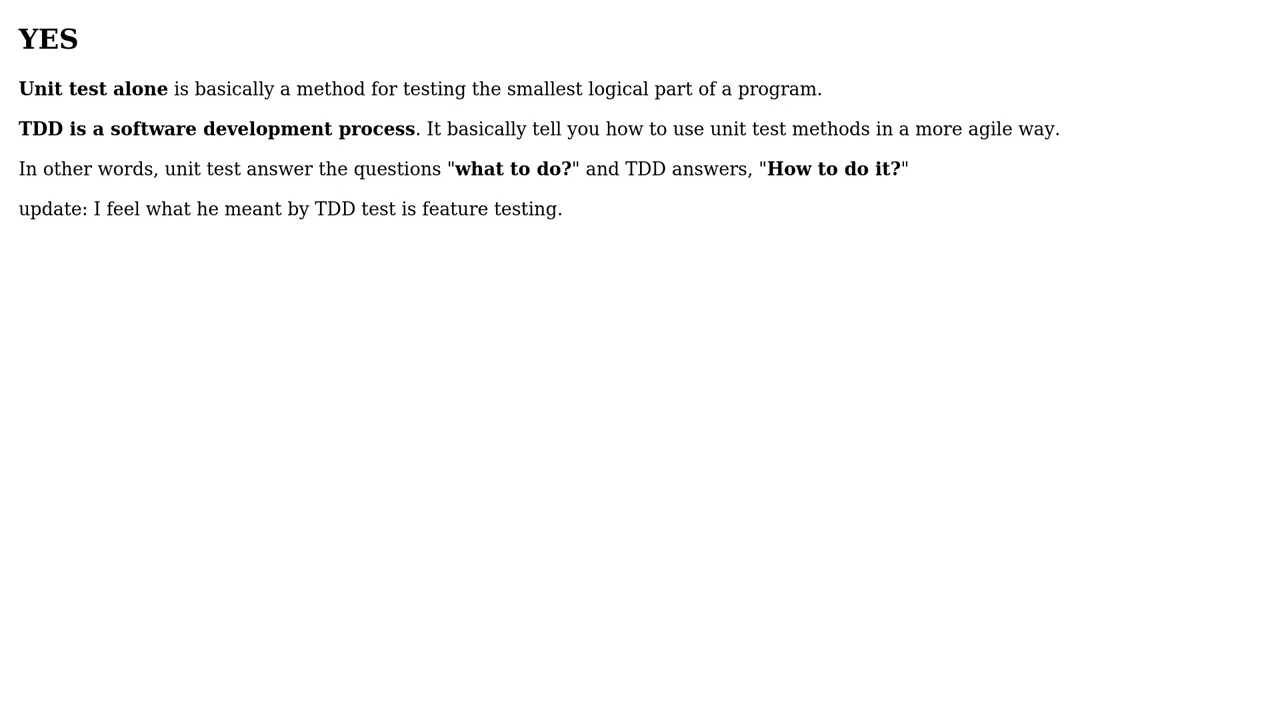 YES
Unit test alone is basically a method for testing the smallest logical part of a program.
TDD is a software development process. It basically tell you how to use unit test methods in a more agile way.
In other words, unit test answer the questions "what to do?" and TDD answers, "How to do it?"
update: I feel what he meant by TDD test is feature testing.